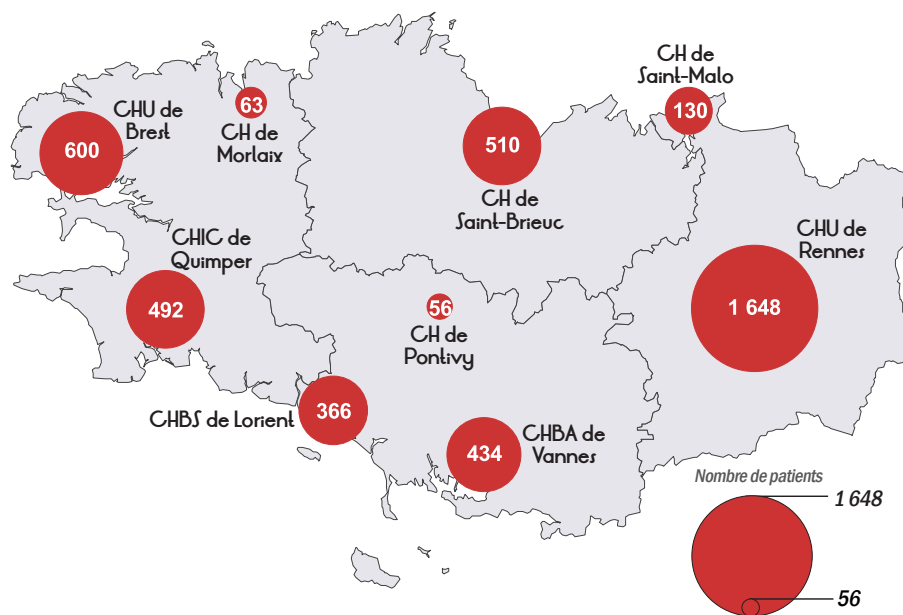 CH de
Saint-Malo
130
63
CH de
Morlaix
CHU de
Brest
600
510
CH de
Saint-Brieuc
CHU de
Rennes
1 648
CHIC de
Quimper
492
56
CH de
Pontivy
CHBS de Lorient
366
434
CHBA de
Vannes
Nombre de patients
1 648
56